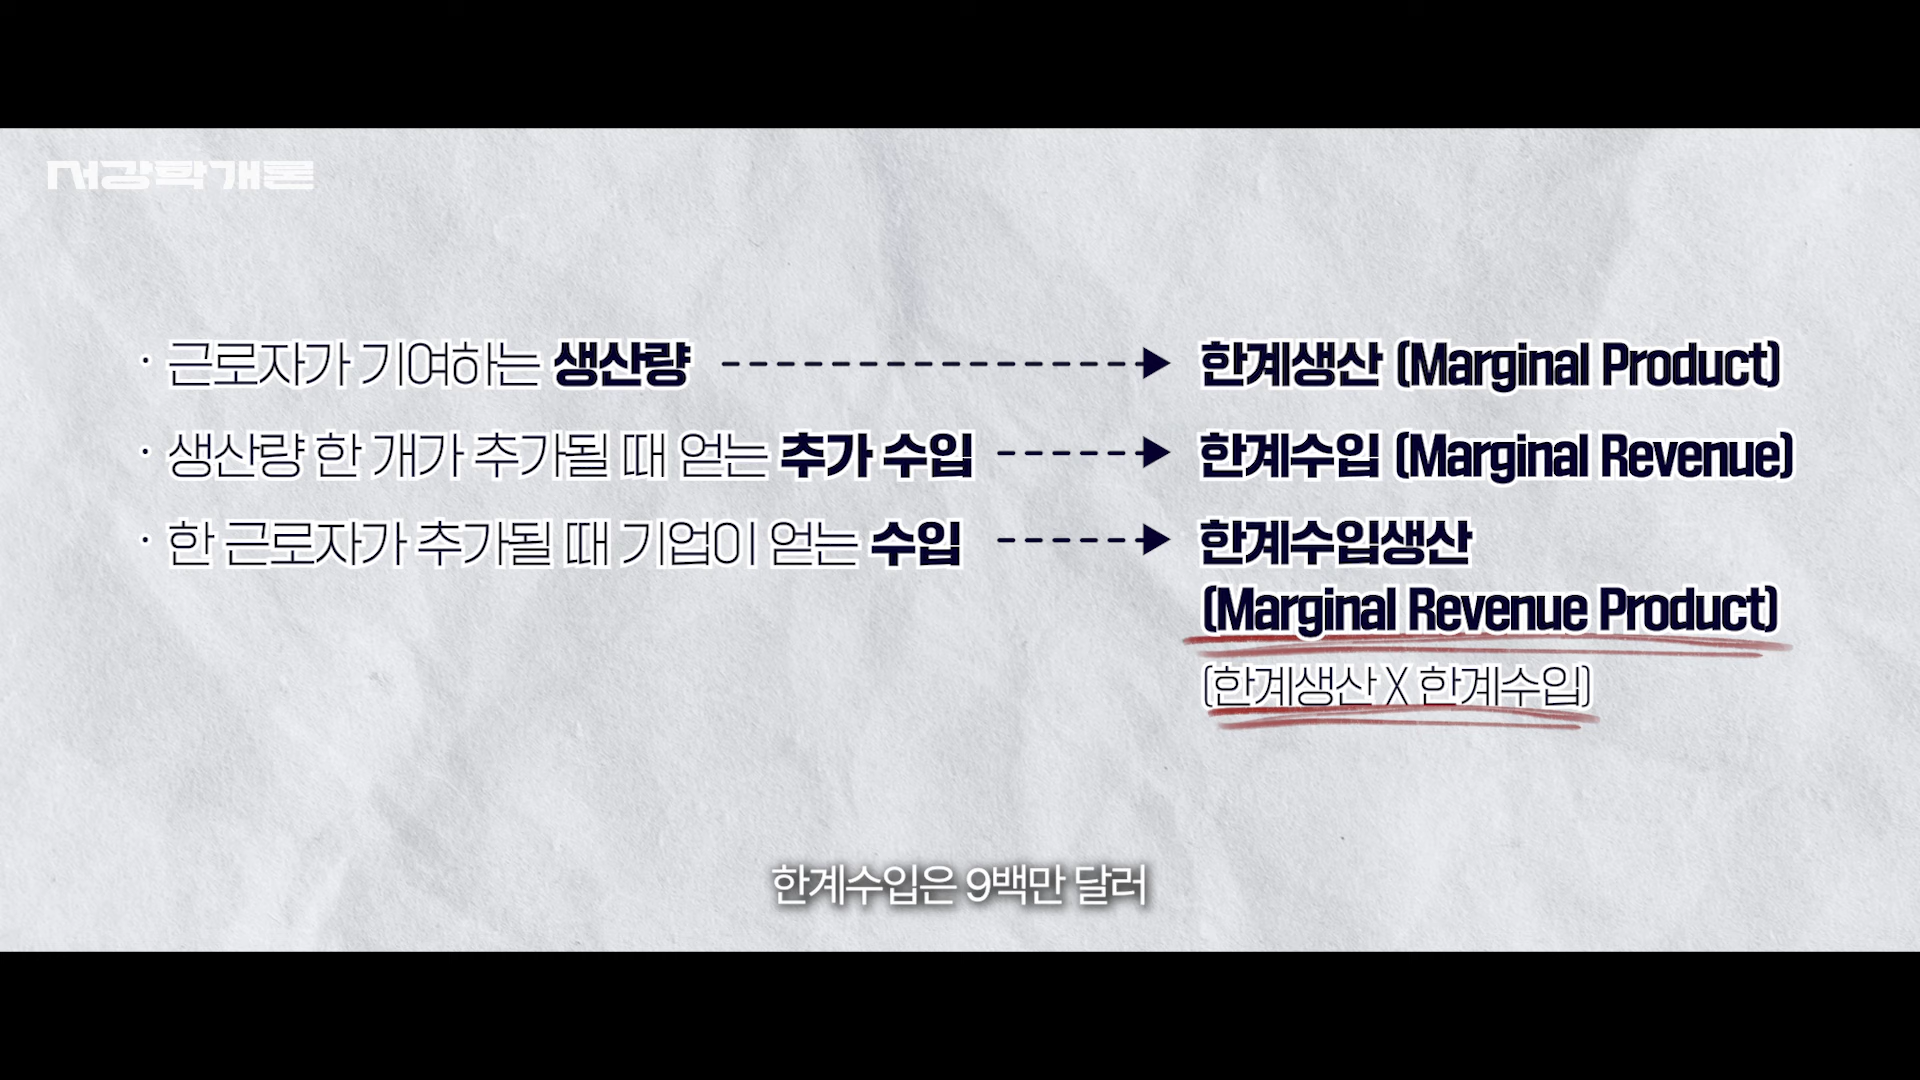 서강학개론
· 근로자가 기여하는 생산량 한계생산 (Marginal Product)
· 생산량 한 개가 추가될 때 얻는 추가 수입 한계수입 (Marginal Revenue)
· 한 근로자가 추가될 때 기업이 얻는 수입 한계수입생산
(Marginal Revenue Product)
(한계생산 X 한계수입)
한계수입은 9백만 달러